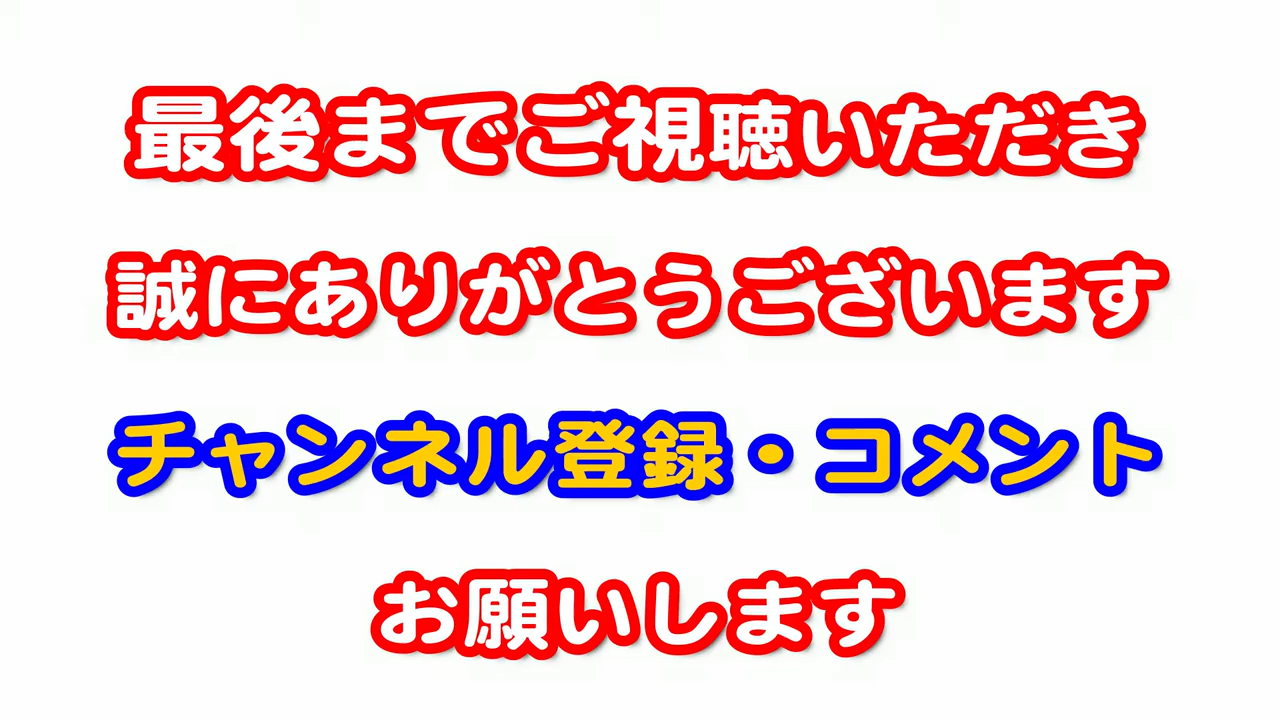 最後までご視聴いただき
誠にありがとうございます
チャンネル登録・コメント
お願いします